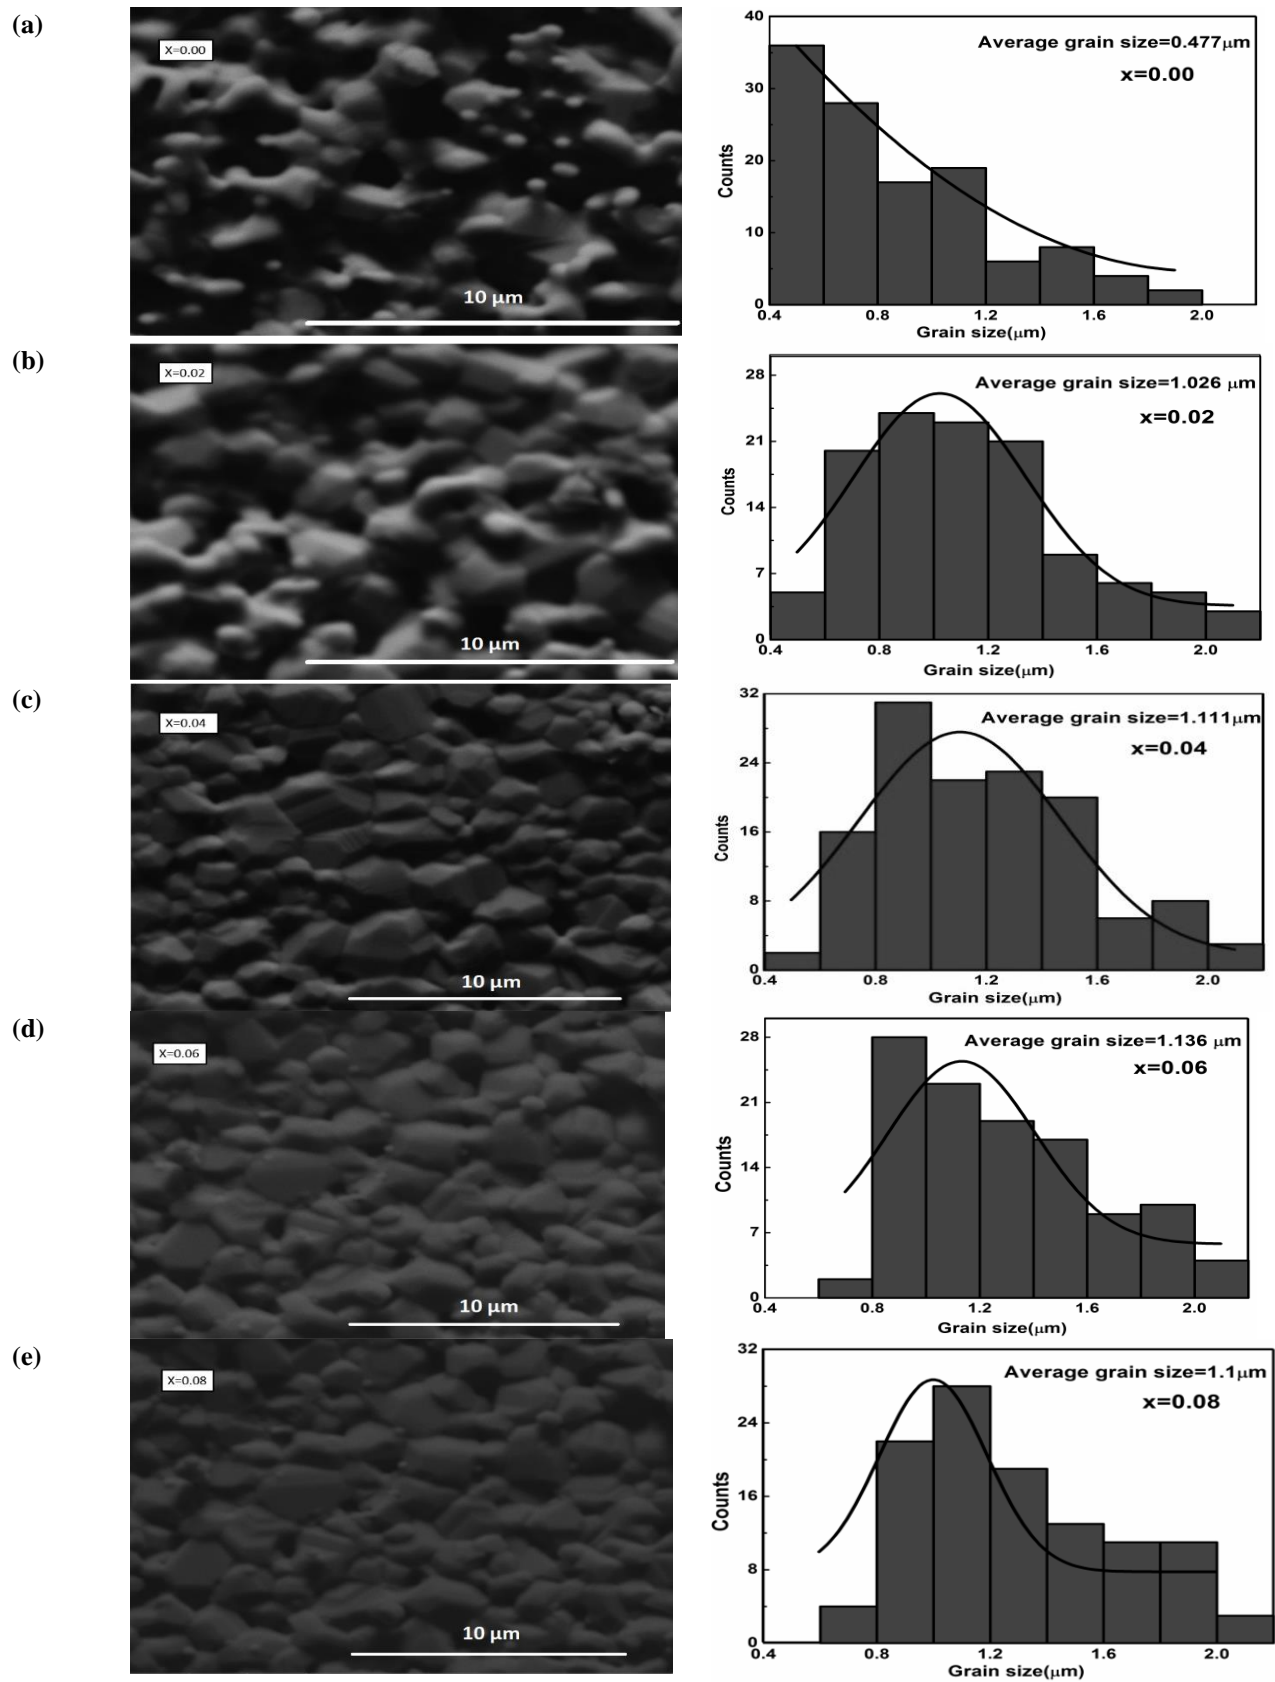 (a)
X=0.00
10 μm
40
30
20
10
0
Counts
Average grain size=0.477μm
x=0.00
0.4 0.8 1.2 1.6 2.0
Grain size(μm)
(b)
X=0.02
10 μm
28
21
14
7
0
Counts
Average grain size=1.026 μm
x=0.02
0.4 0.8 1.2 1.6 2.0
Grain size(μm)
(c)
X=0.04
10 μm
32
24
16
8
0
Counts
Average grain size=1.111μm
x=0.04
0.4 0.8 1.2 1.6 2.0
Grain size(μm)
(d)
X=0.06
10 μm
28
21
14
7
0
Counts
Average grain size=1.136 μm
x=0.06
0.4 0.8 1.2 1.6 2.0
Grain size(μm)
(e)
X=0.08
10 μm
32
24
16
8
0
Counts
Average grain size=1.1μm
x=0.08
0.4 0.8 1.2 1.6 2.0
Grain size(μm)